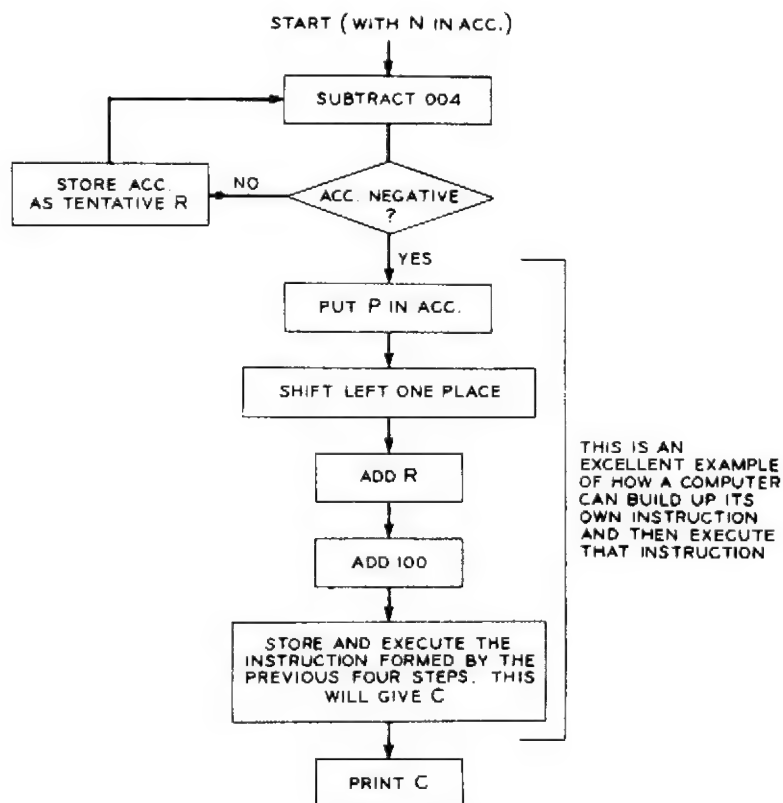 START (WITH N IN ACC.)
SUBTRACT 004
STORE ACC.
AS TENTATIVE R
NO
ACC. NEGATIVE
?
YES
PUT P IN ACC.
SHIFT LEFT ONE PLACE
ADD R
ADD 100
STORE AND EXECUTE THE
INSTRUCTION FORMED BY THE
PREVIOUS FOUR STEPS. THIS
WILL GIVE C
THIS IS AN
EXCELLENT EXAMPLE
OF HOW A COMPUTER
CAN BUILD UP ITS
OWN INSTRUCTION
AND THEN EXECUTE
THAT INSTRUCTION
PRINT C